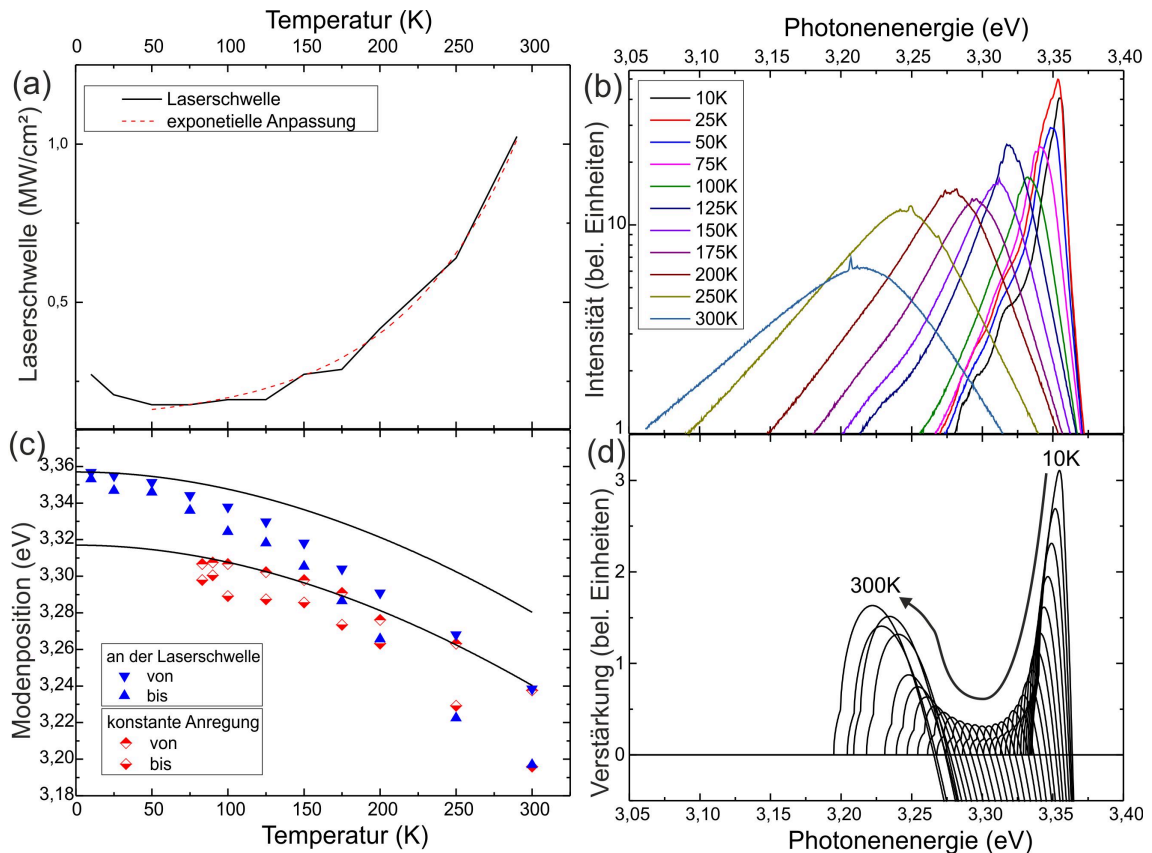 Temperatur (K)
0 50 100 150 200 250 300
(a)
Laserschwelle
exponetielle Anpassung
Laserschwelle (MW/cm²)
1,0
0,5
Photonenenergie (eV)
3,05 3,10 3,15 3,20 3,25 3,30 3,35 3,40
(b)
10K
25K
50K
75K
100K
125K
150K
175K
200K
250K
300K
Intensität (bel. Einheiten)
10
1
(c)
Modenposition (eV)
3,36
3,34
3,32
3,30
3,28
3,26
3,24
3,22
3,20
3,18
an der Laserschwelle
von
bis
konstante Anregung
von
bis
0 50 100 150 200 250 300
Temperatur (K)
(d)
10K
300K
Verstärkung (bel. Einheiten)
3
2
1
0
3,05 3,10 3,15 3,20 3,25 3,30 3,35 3,40
Photonenenergie (eV)